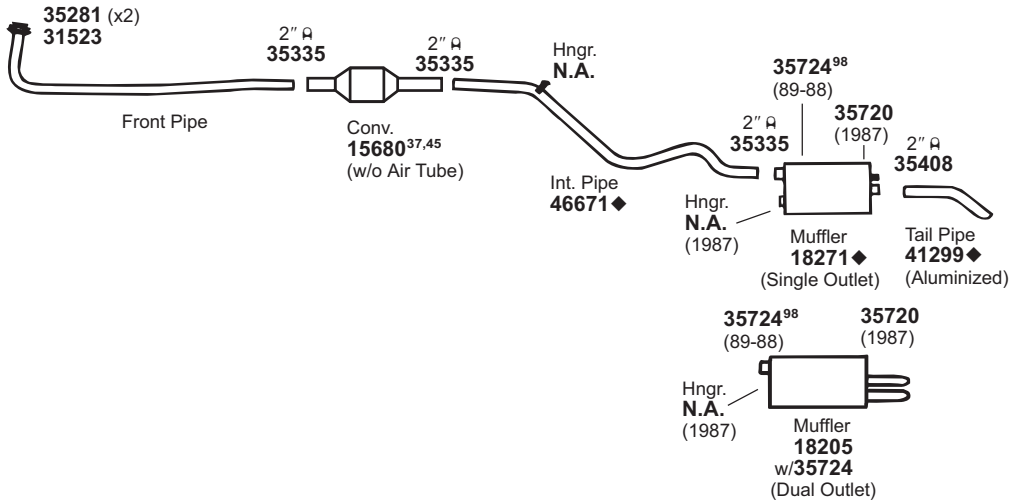 35281 (x2)
31523
Front Pipe
2"
35335
Conv.
15680³⁷,⁴⁵
(w/o Air Tube)
2"
35335
Hngr.
N.A.
Int. Pipe
46671◆
2"
35335
35724⁹⁸
(89-88)
35720
(1987)
2"
35408
Hngr.
N.A.
(1987)
Muffler
18271◆
(Single Outlet)
Tail Pipe
41299◆
(Aluminized)
35724⁹⁸
(89-88)
35720
(1987)
Hngr.
N.A.
(1987)
Muffler
18205
w/35724
(Dual Outlet)